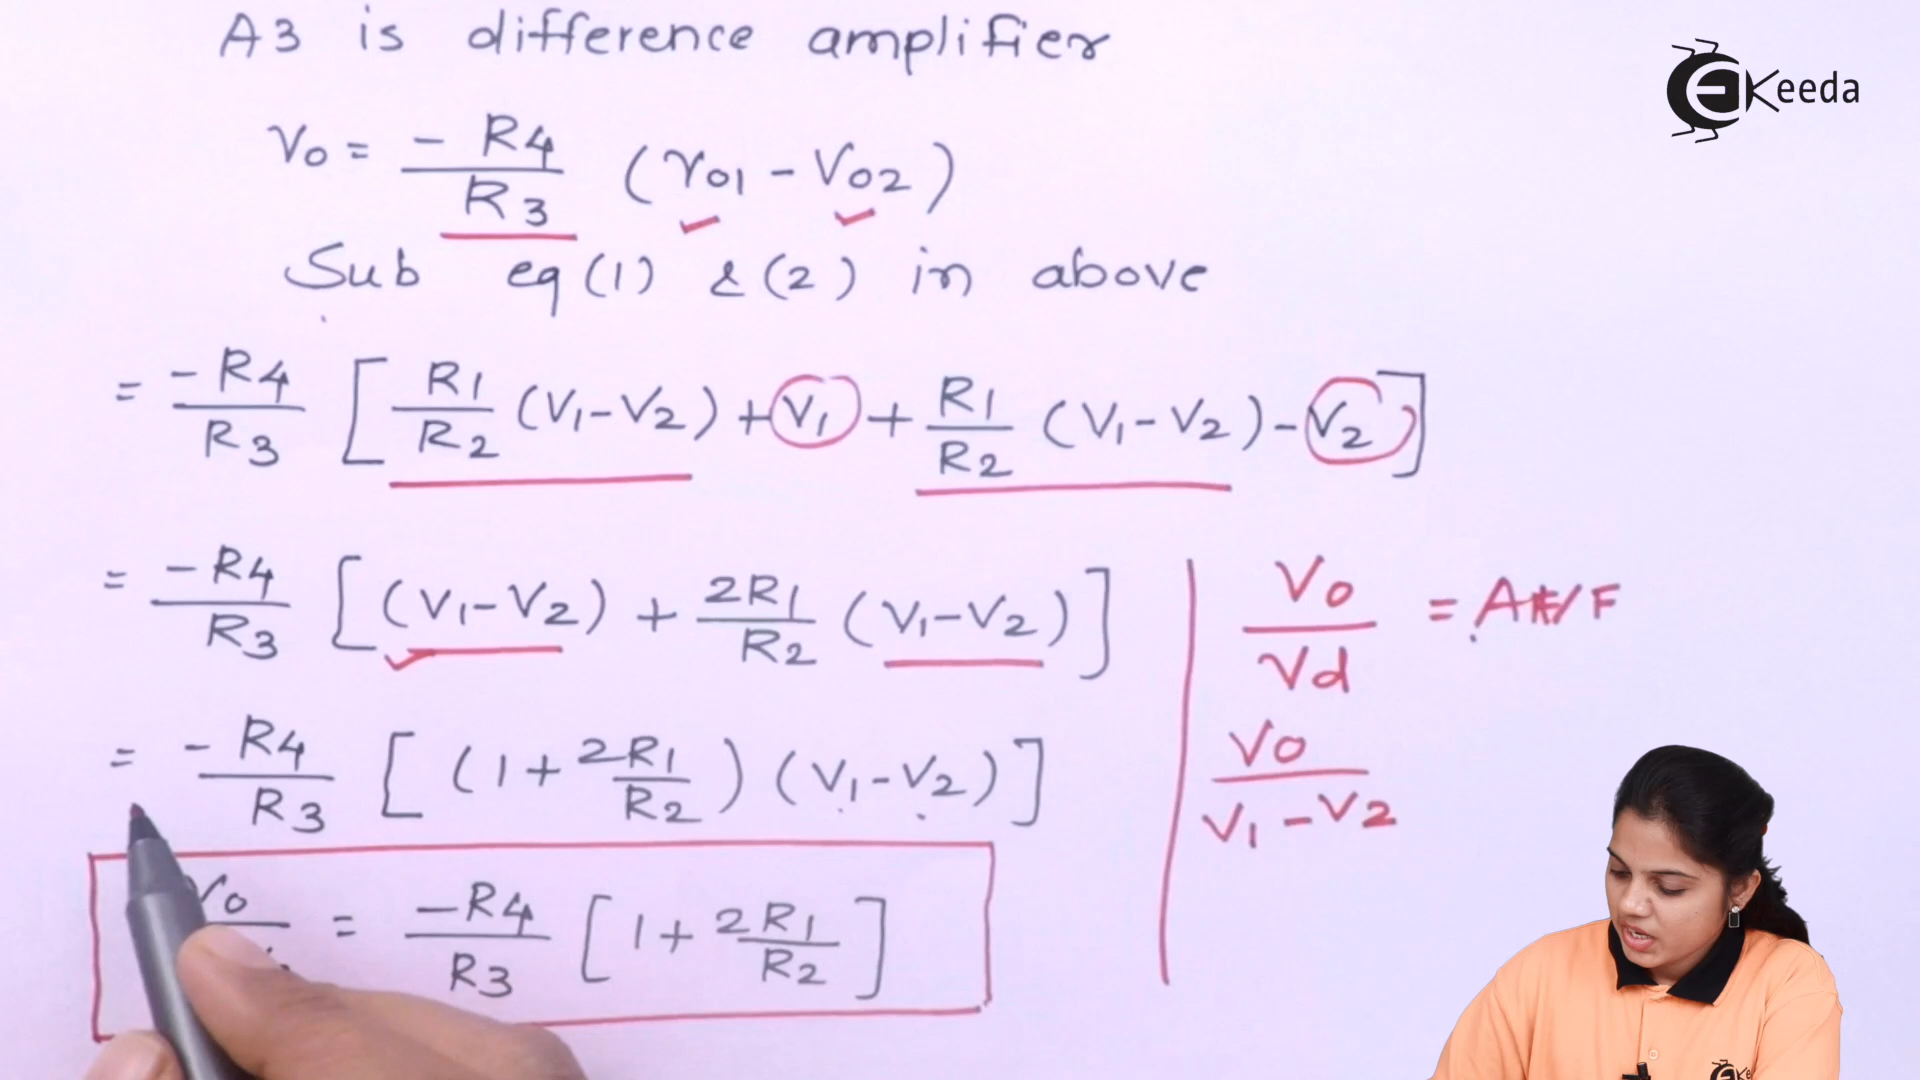 A3 is difference amplifier
EKeeda
Vo = -R4/R3 (Vo1 - Vo2)
Sub eq(1) & (2) in above
= -R4/R3 [R1/R2 (V1-V2) + V1 + R1/R2 (V1-V2) - V2]
= -R4/R3 [(V1-V2) + 2R1/R2 (V1-V2)]
= -R4/R3 [(1 + 2R1/R2) (V1-V2)]
Vo = -R4/R3 [1 + 2R1/R2]
Vo/Vd = A F
Vo/V1-V2